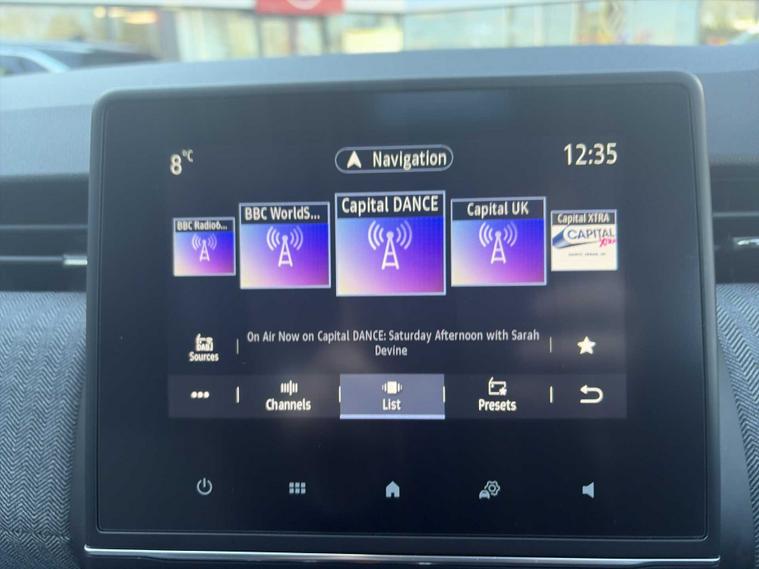 8°C
Navigation
12:35
BBC Radio6...
BBC WorldS...
Capital DANCE
Capital UK
Capital XTRA
CAPITAL
On Air Now on Capital DANCE: Saturday Afternoon with Sarah
Devine
DAB
Sources
Channels
List
Presets